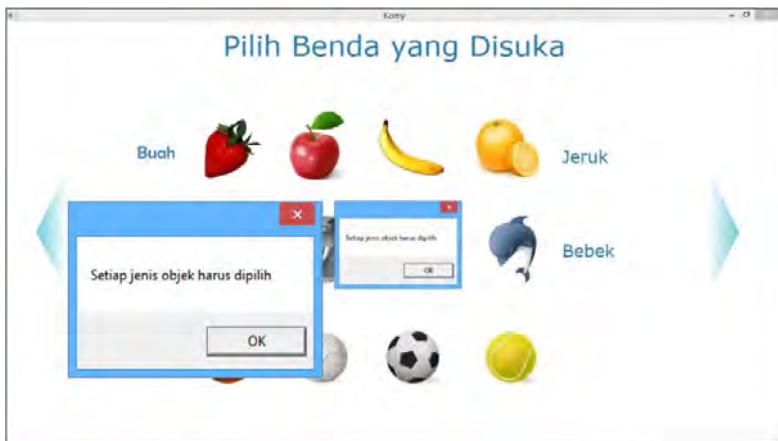 Komy
Pilih Benda yang Disuka
Buah
Jeruk
Setiap jenis objek harus dipilih
OK
Bebek
Setiap jenis objek harus dipilih
OK